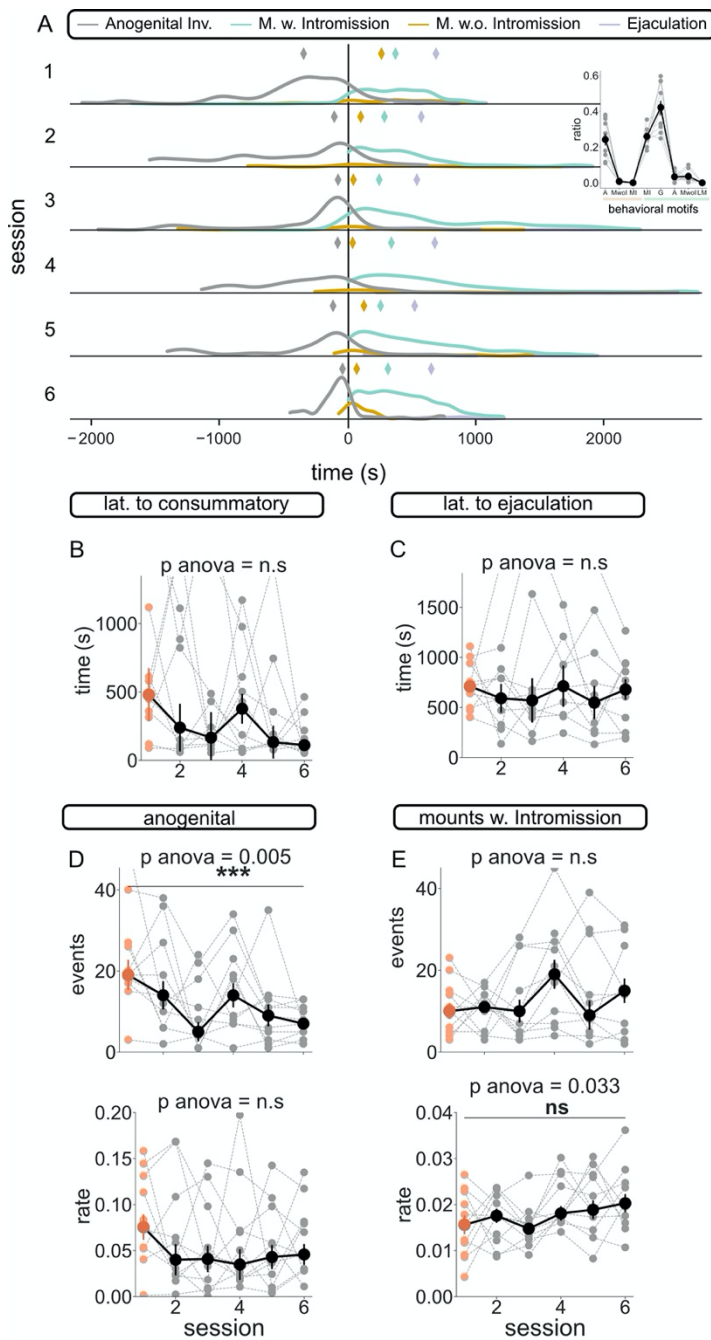 A
Anogenital Inv. M. w. Intromission M. w.o. Intromission Ejaculation
session
1
2
3
4
5
6
−2000 −1000 0 1000 2000
time (s)
ratio
0.6
0.4
0.2
0.0
A Mwol MI MI G A Mwol LM
behavioral motifs
lat. to consummatory
B
p anova = n.s
time (s)
1000
500
0
2 4 6
lat. to ejaculation
C
p anova = n.s
time (s)
1500
1000
500
0
2 4 6
anogenital
D
p anova = 0.005
***
events
40
20
0
p anova = n.s
rate
0.20
0.15
0.10
0.05
0.00
2 4 6
session
mounts w. Intromission
E
p anova = n.s
events
40
20
0
p anova = 0.033
ns
rate
0.04
0.03
0.02
0.01
0.00
2 4 6
session